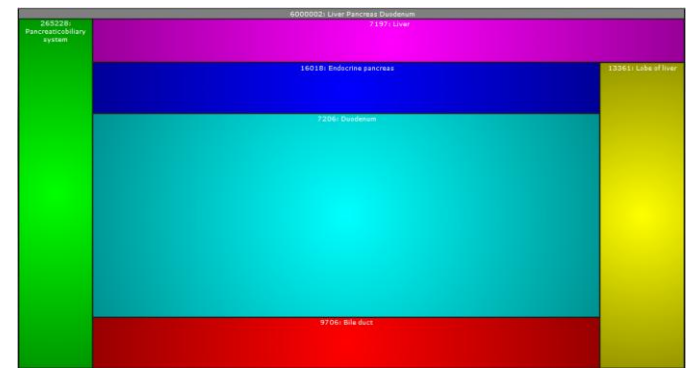 6000002: Liver Pancreas Duodenum
265228:
Pancreaticobiliary
system
7197: Liver
16018: Endocrine pancreas
13361: Lobe of liver
7206: Duodenum
9706: Bile duct